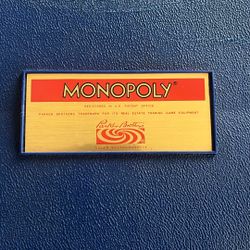 MONOPOLY®
REGISTERED IN U.S. PATENT OFFICE
PARKER BROTHERS TRADEMARK FOR ITS REAL ESTATE TRADING GAME EQUIPMENT
Parker Brothers